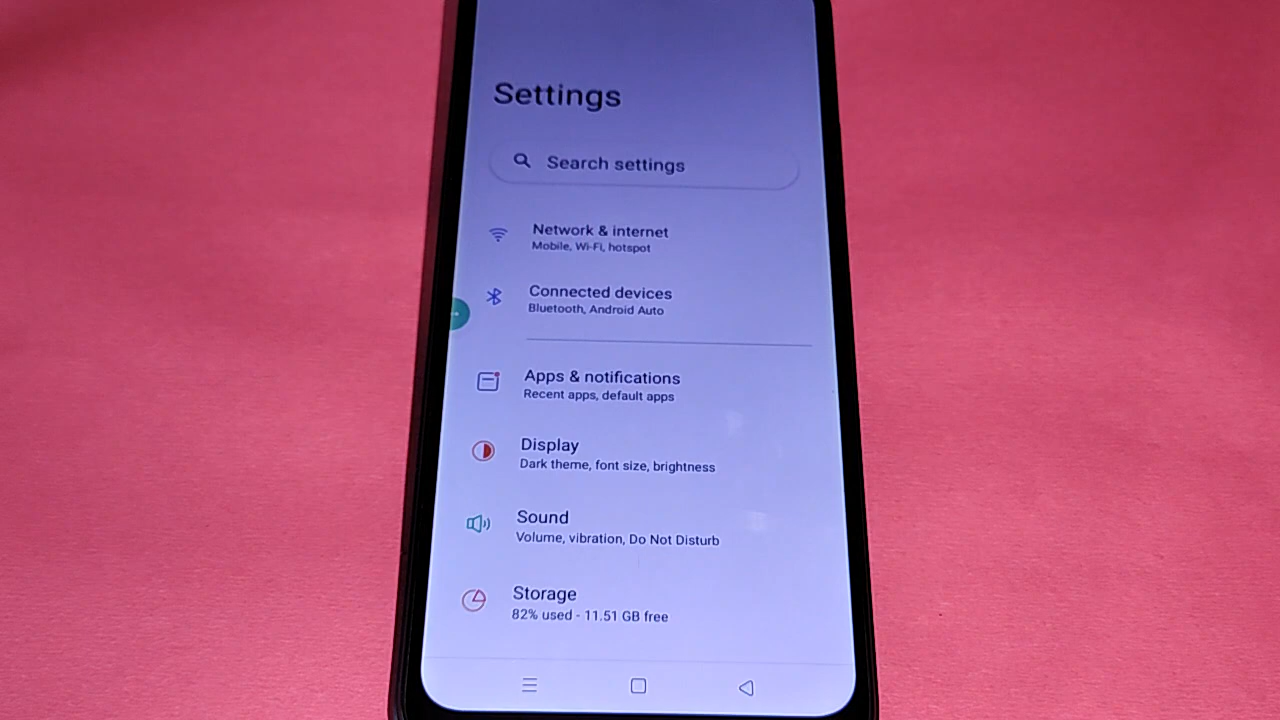 Settings
Search settings
Network & internet
Mobile, Wi-Fi, hotspot
Connected devices
Bluetooth, Android Auto
Apps & notifications
Recent apps, default apps
Display
Dark theme, font size, brightness
Sound
Volume, vibration, Do Not Disturb
Storage
82% used - 11.51 GB free